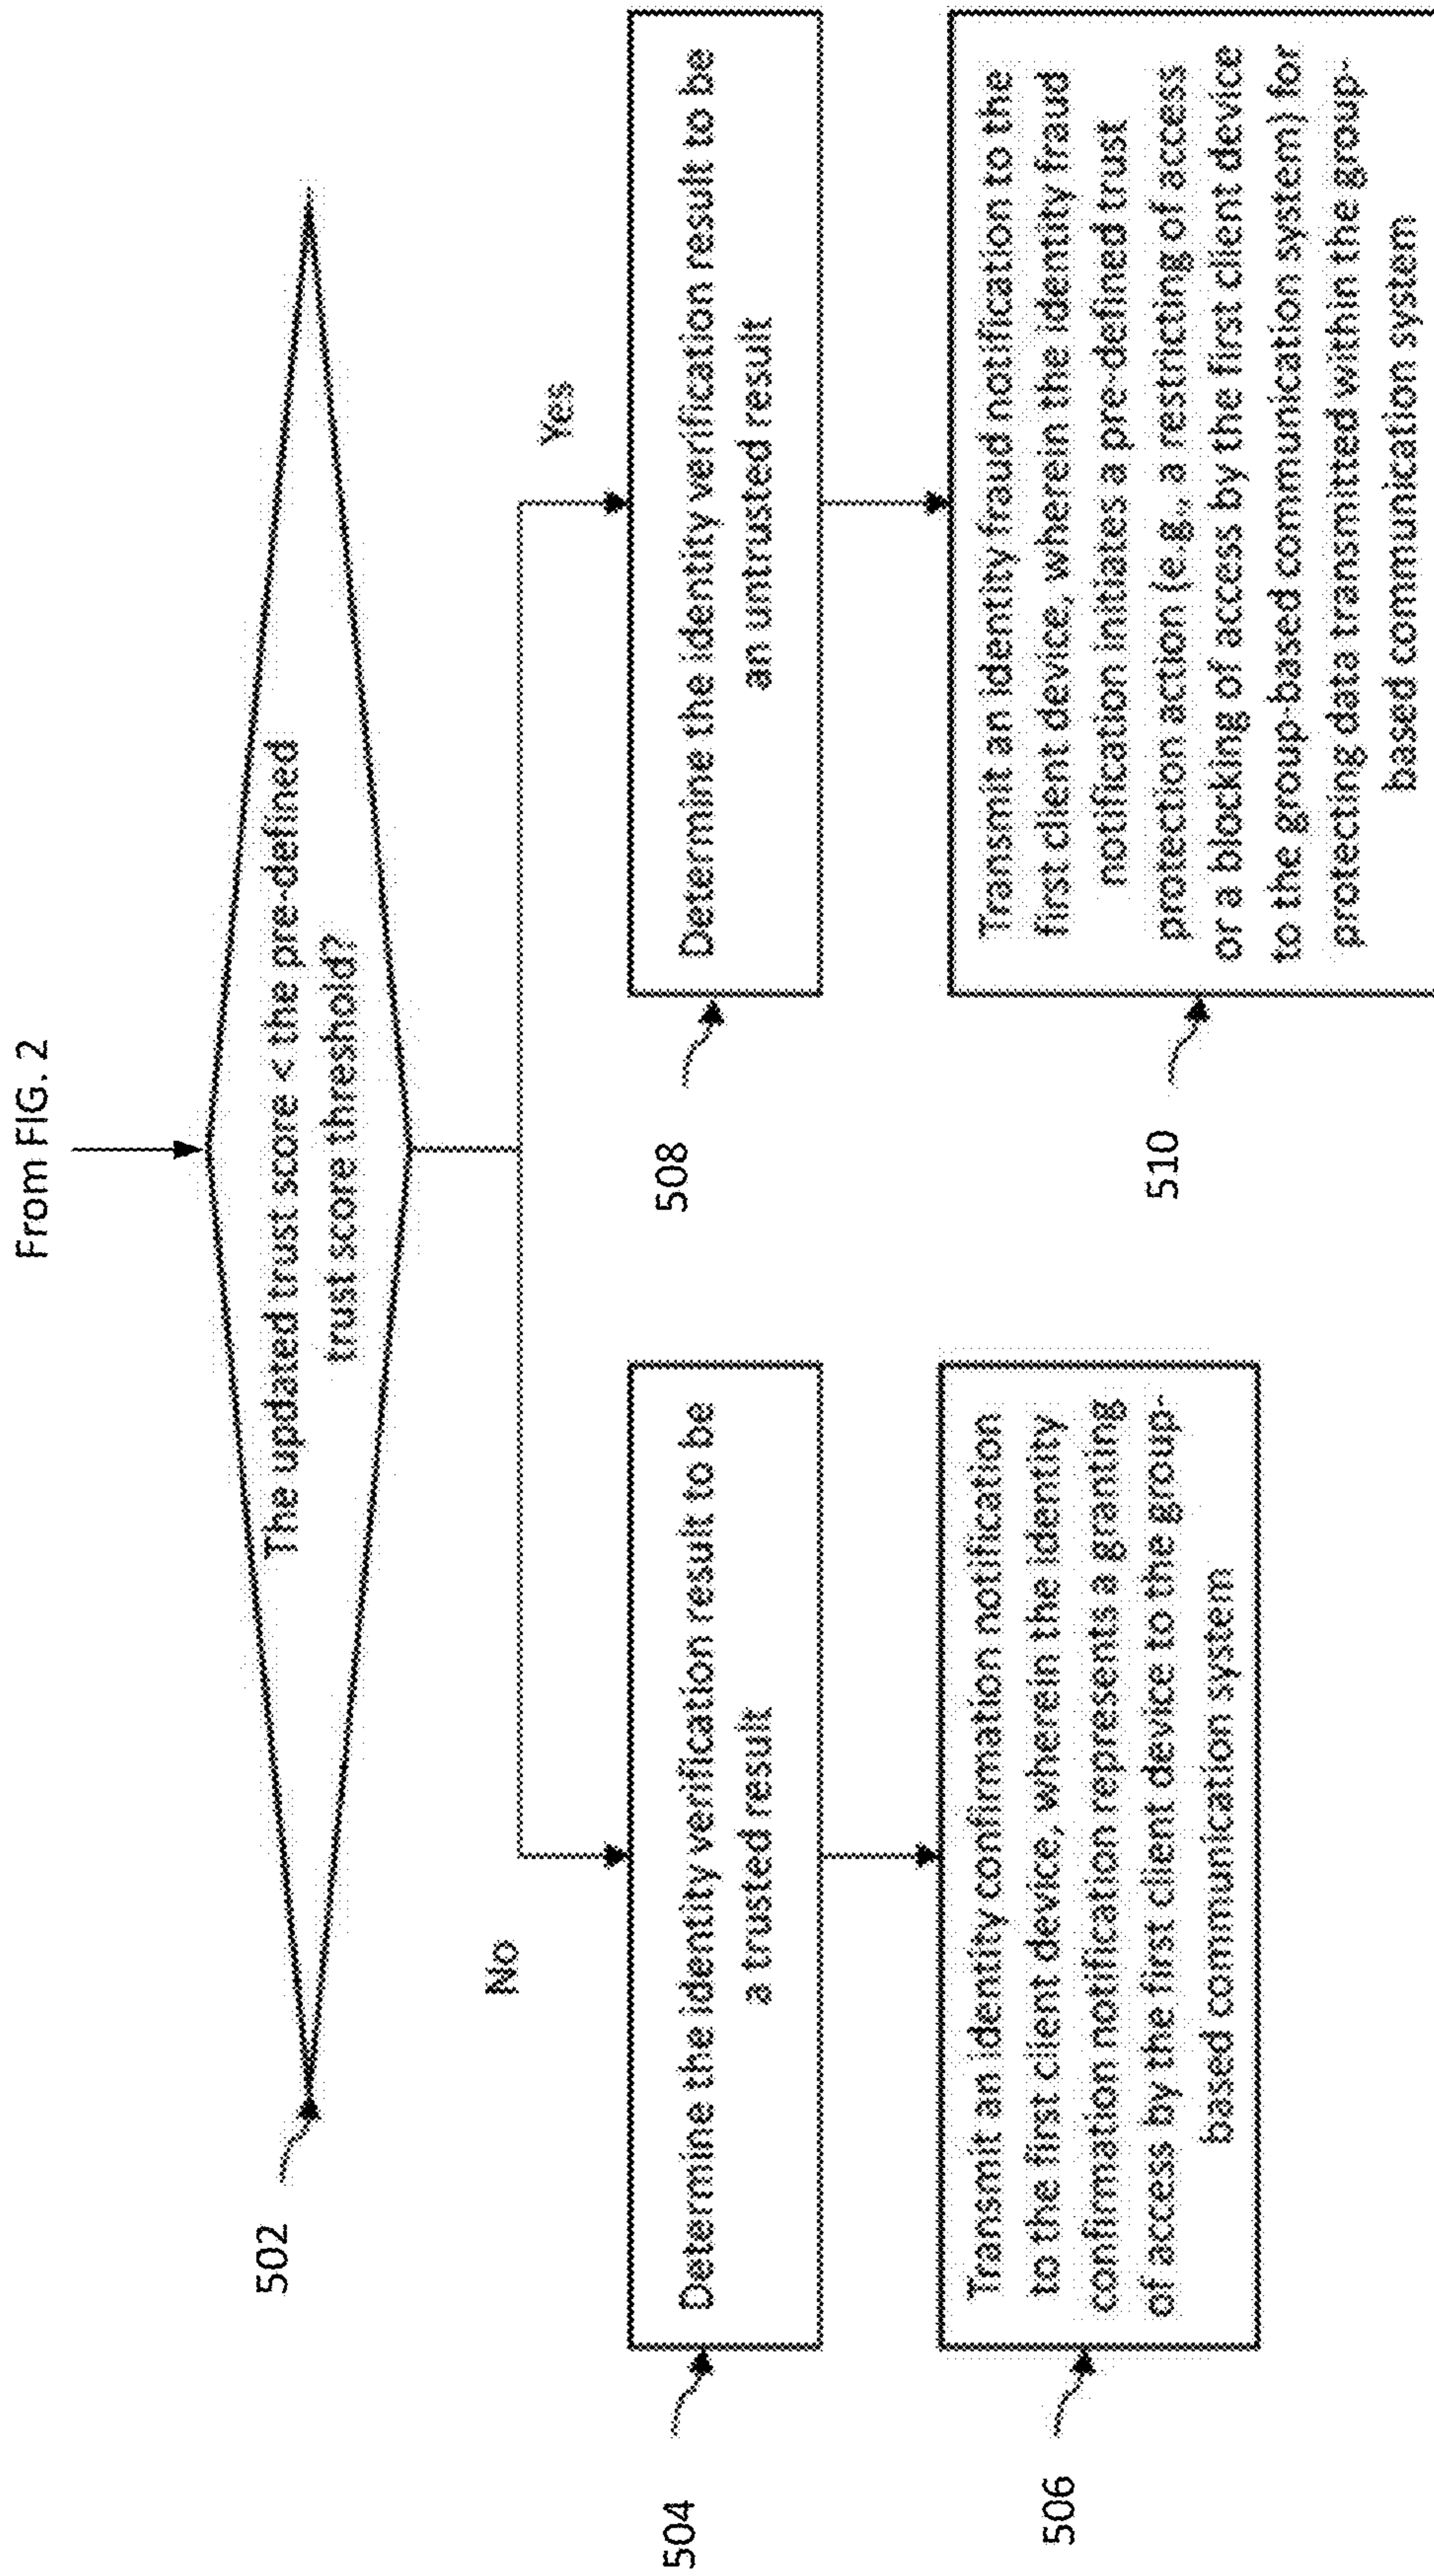 From FIG. 2
502
The updated trust score < the pre-defined
trust score threshold?
No
Yes
504
Determine the identity verification result to be
a trusted result
508
Determine the identity verification result to be
an untrusted result
506
Transmit an identity confirmation notification
to the first client device, wherein the identity
confirmation notification represents a granting
of access by the first client device to the group-
based communication system
510
Transmit an identity fraud notification to the
first client device, wherein the identity fraud
notification initiates a pre-defined trust
protection action (e.g., a restricting of access
or a blocking of access by the first client device
to the group-based communication system) for
protecting data transmitted within the group-
based communication system